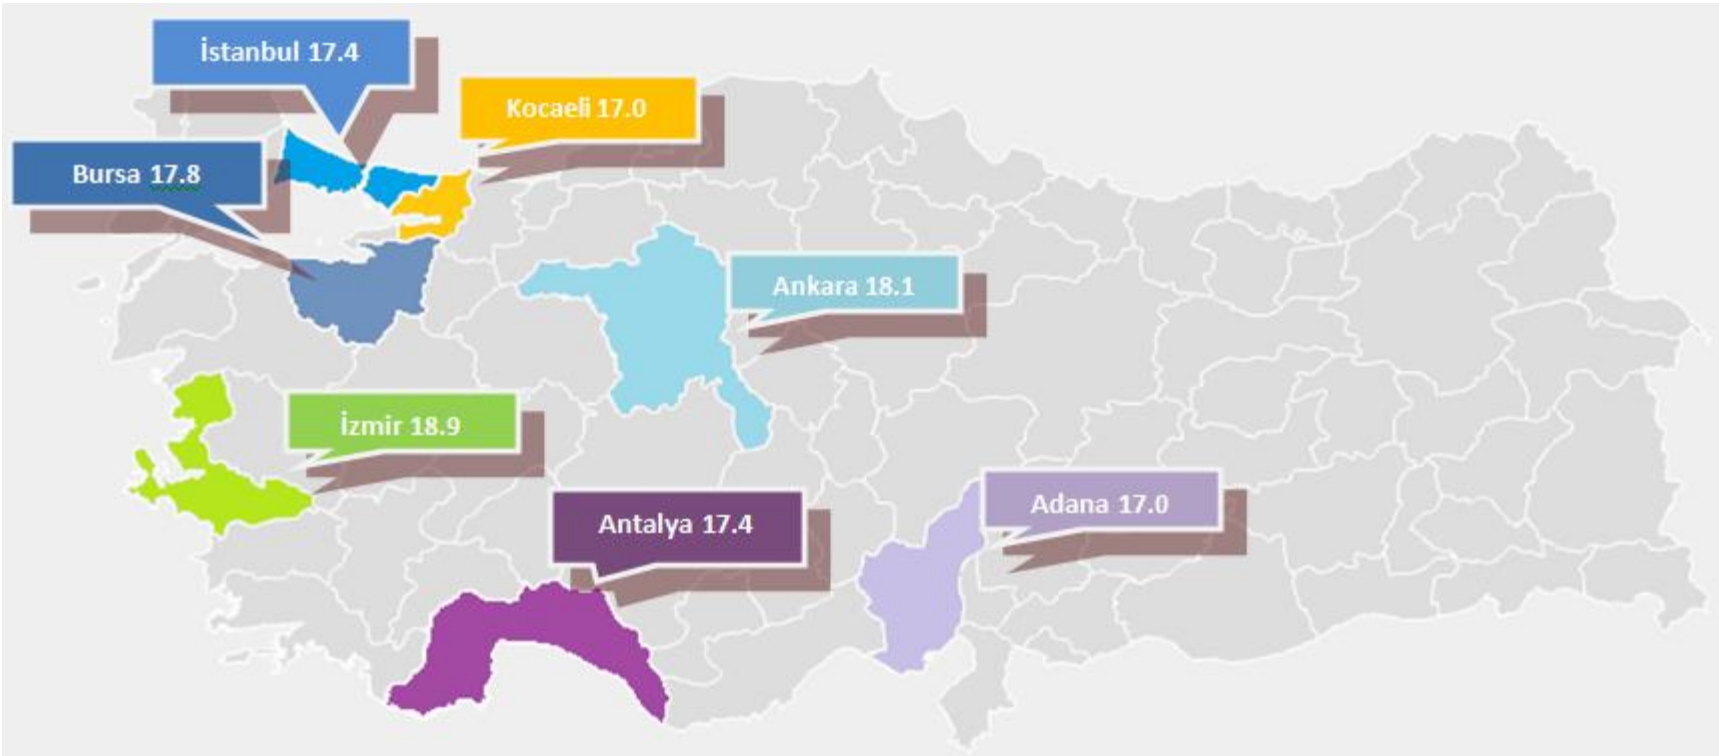 İstanbul 17.4
Kocaeli 17.0
Bursa 17.8
Ankara 18.1
İzmir 18.9
Antalya 17.4
Adana 17.0